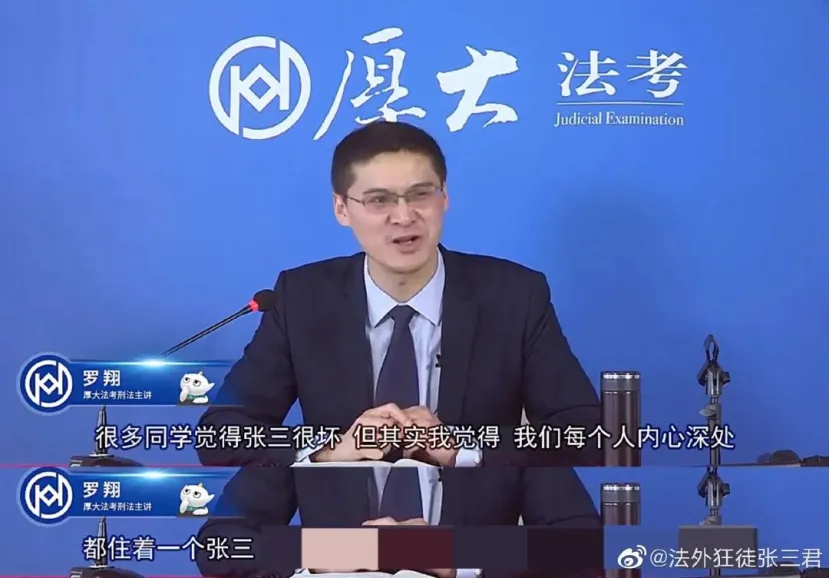 厚大 法考
Judicial Examination
罗翔
厚大法考刑法主讲
很多同学觉得张三很坏 但其实我觉得 我们每个人内心深处
罗翔
厚大法考刑法主讲
都住着一个张三
@法外狂徒张三君